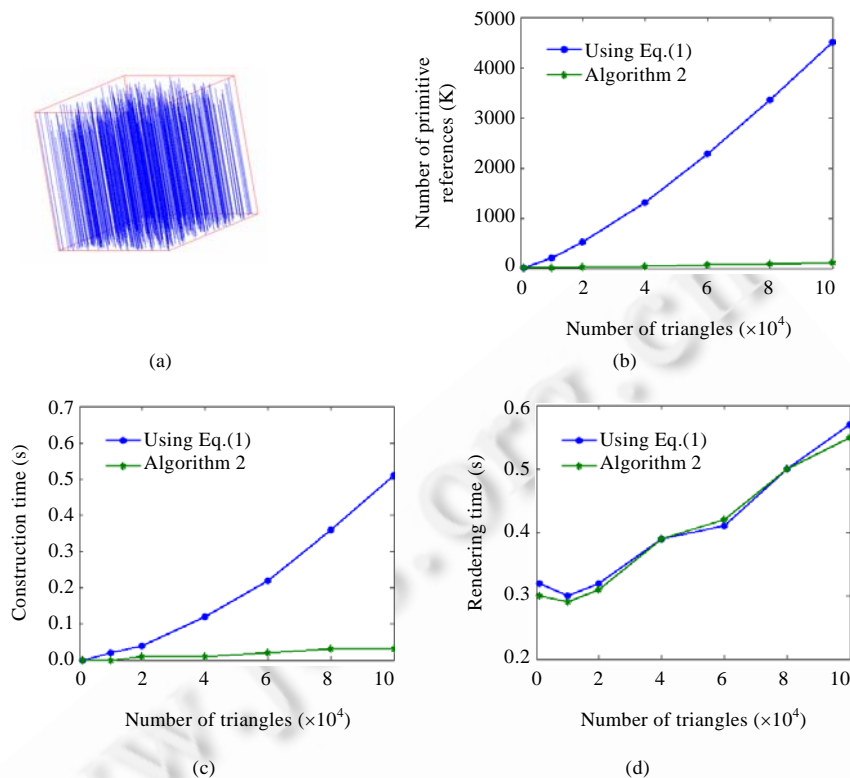 5000
4000
3000
2000
1000
0
Number of primitive
references (K)
Using Eq.(1)
Algorithm 2
0 2 4 6 8 10
Number of triangles (×10⁴)
(a)
(b)
0.7
0.6
0.5
0.4
0.3
0.2
0.1
0.0
Construction time (s)
Using Eq.(1)
Algorithm 2
0 2 4 6 8 10
Number of triangles (×10⁴)
(c)
0.6
0.5
0.4
0.3
0.2
Rendering time (s)
Using Eq.(1)
Algorithm 2
0 2 4 6 8 10
Number of triangles (×10⁴)
(d)